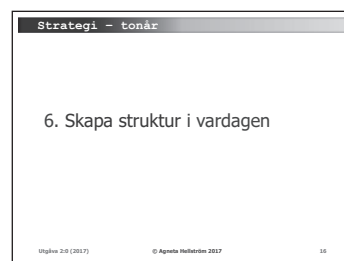 Strategi – tonår
6. Skapa struktur i vardagen
Utgåva 2:0 (2017) © Agneta Hellström 2017 16